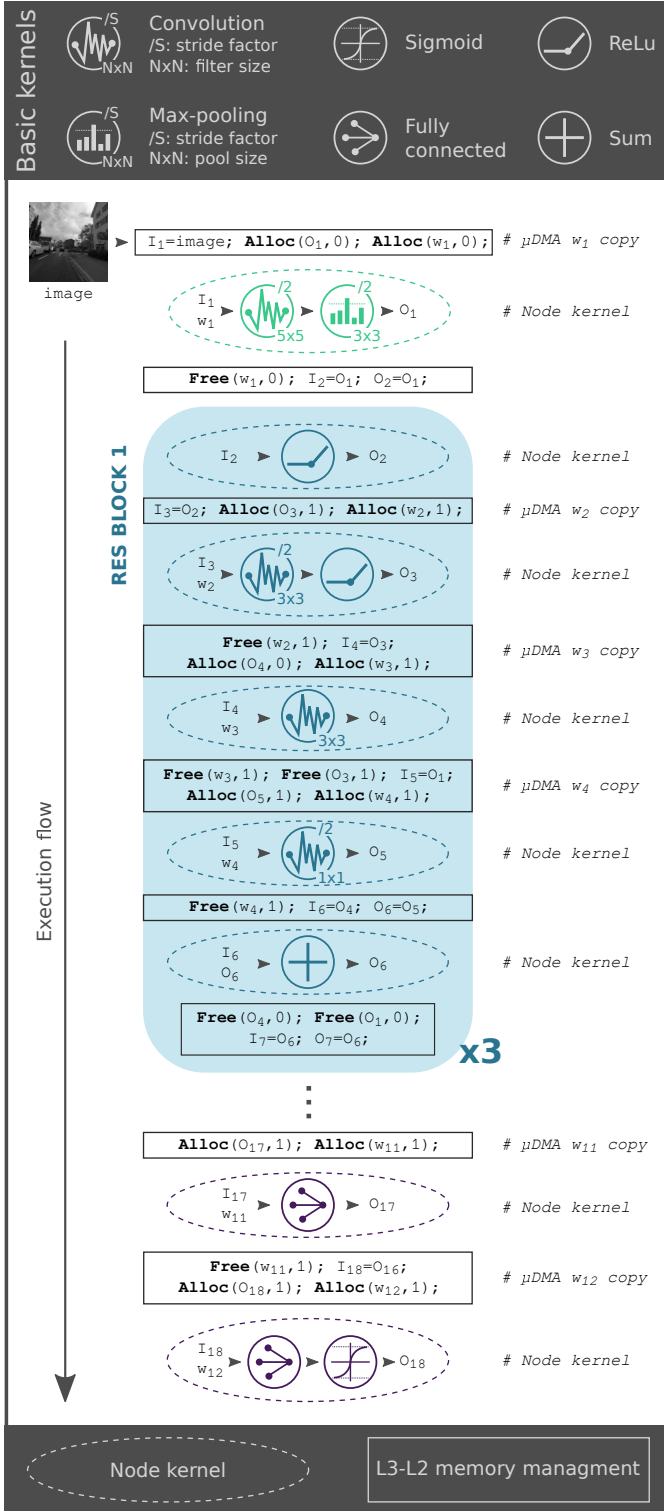 Basic kernels
/S
NxN
Convolution
/S: stride factor
NxN: filter size
Sigmoid
ReLu
/S
NxN
Max-pooling
/S: stride factor
NxN: pool size
Fully
connected
Sum
image
I₁=image; Alloc(O₁,0); Alloc(w₁,0);
# µDMA w₁ copy
I₁
w₁
/2
5x5
/2
3x3
O₁
# Node kernel
Free(w₁,0); I₂=O₁; O₂=O₁;
RES BLOCK 1
I₂
O₂
# Node kernel
I₃=O₂; Alloc(O₃,1); Alloc(w₂,1);
# µDMA w₂ copy
I₃
w₂
/2
3x3
O₃
# Node kernel
Free(w₂,1); I₄=O₃;
Alloc(O₄,0); Alloc(w₃,1);
# µDMA w₃ copy
I₄
w₃
3x3
O₄
# Node kernel
Free(w₃,1); Free(O₃,1); I₅=O₁;
Alloc(O₅,1); Alloc(w₄,1);
# µDMA w₄ copy
I₅
w₄
/2
1x1
O₅
# Node kernel
Free(w₄,1); I₆=O₄; O₆=O₅;
I₆
O₆
O₆
# Node kernel
Free(O₄,0); Free(O₁,0);
I₇=O₆; O₇=O₆;
x3
Execution flow
Alloc(O₁₇,1); Alloc(w₁₁,1);
# µDMA w₁₁ copy
I₁₇
w₁₁
O₁₇
# Node kernel
Free(w₁₁,1); I₁₈=O₁₆;
Alloc(O₁₈,1); Alloc(w₁₂,1);
# µDMA w₁₂ copy
I₁₈
w₁₂
O₁₈
# Node kernel
Node kernel
L3-L2 memory managment